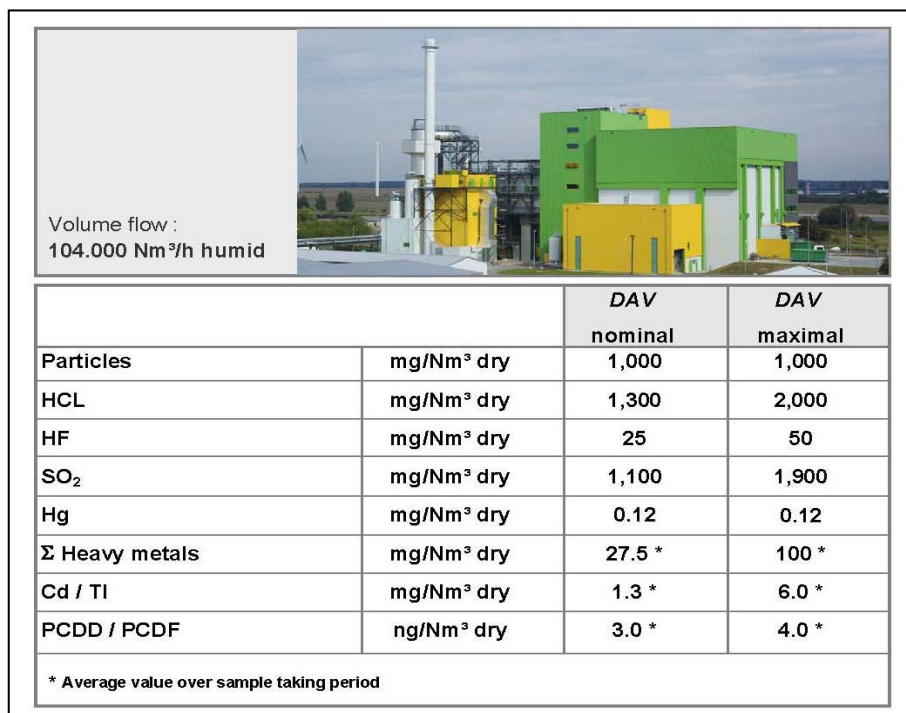 Volume flow :
104.000 Nm³/h humid
DAV nominal DAV maximal
Particles mg/Nm³ dry 1,000 1,000
HCL mg/Nm³ dry 1,300 2,000
HF mg/Nm³ dry 25 50
SO₂ mg/Nm³ dry 1,100 1,900
Hg mg/Nm³ dry 0.12 0.12
Σ Heavy metals mg/Nm³ dry 27.5 * 100 *
Cd / Tl mg/Nm³ dry 1.3 * 6.0 *
PCDD / PCDF ng/Nm³ dry 3.0 * 4.0 *
* Average value over sample taking period